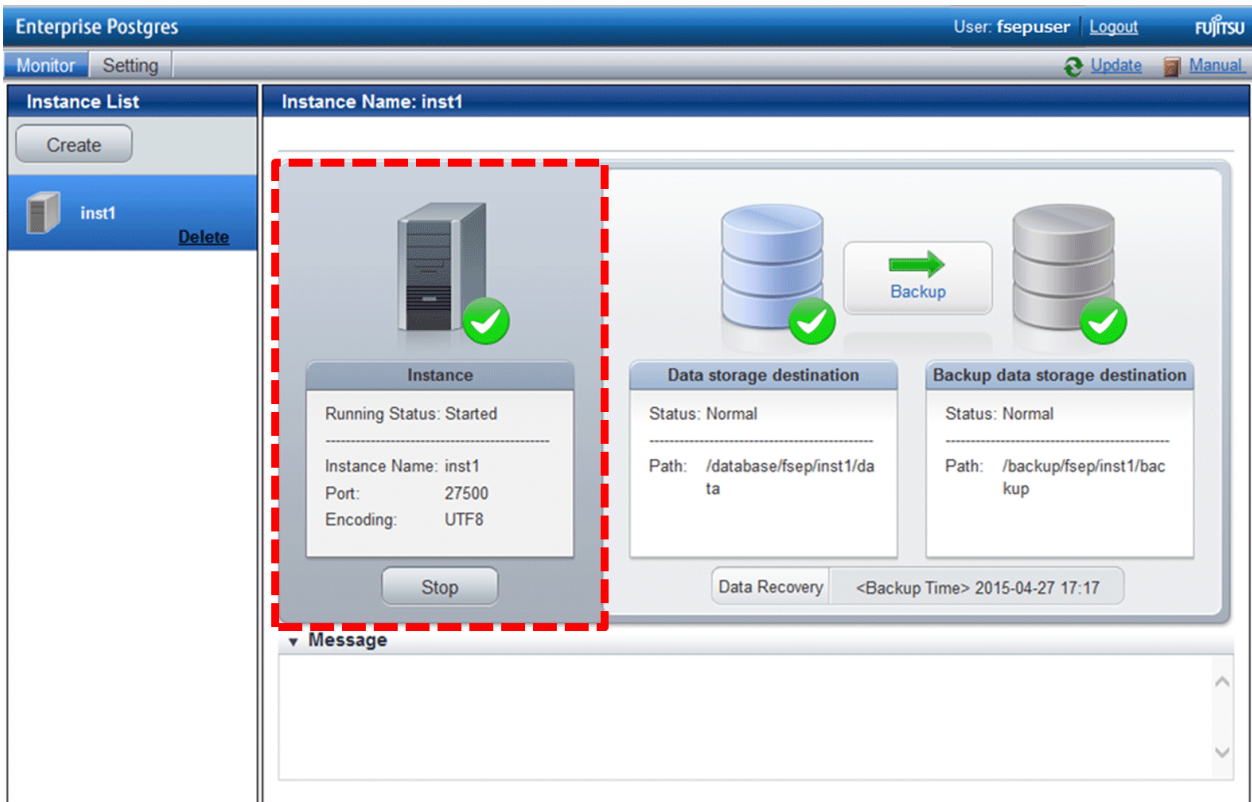 Enterprise Postgres
User: fsepuser Logout FUJITSU
Monitor Setting Update Manual
Instance List
Create
inst1
Delete
Instance Name: inst1
Instance
Running Status: Started
Instance Name: inst1
Port: 27500
Encoding: UTF8
Stop
Backup
Data storage destination
Status: Normal
Path: /database/fsep/inst1/da
ta
Backup data storage destination
Status: Normal
Path: /backup/fsep/inst1/bac
kup
Data Recovery <Backup Time> 2015-04-27 17:17
Message